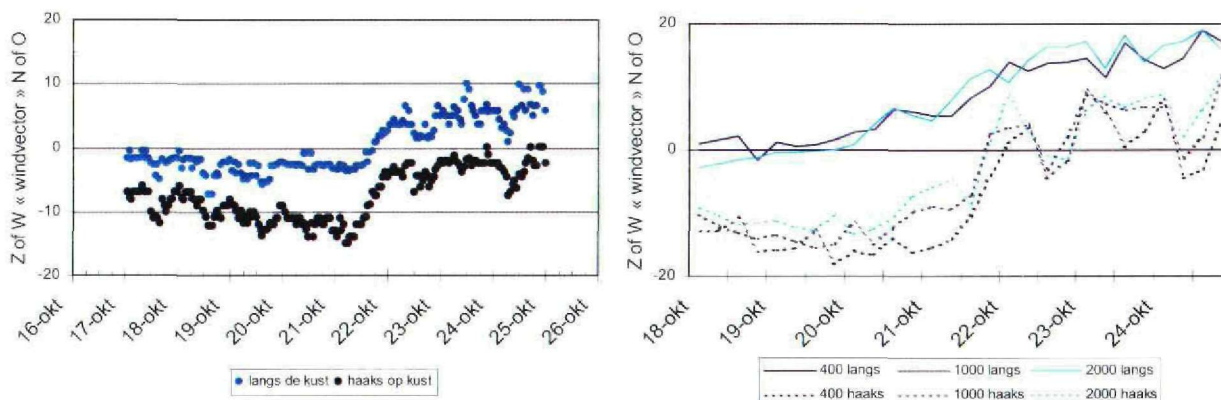 Z of W « windvector » N of O
20
10
0
-10
-20
16-okt
17-okt
18-okt
19-okt
20-okt
21-okt
22-okt
23-okt
24-okt
25-okt
26-okt
langs de kust
haaks op kust
Z of W « windvector » N of O
20
0
-20
18-okt
19-okt
20-okt
21-okt
22-okt
23-okt
24-okt
400 langs
1000 langs
2000 langs
400 haaks
1000 haaks
2000 haaks